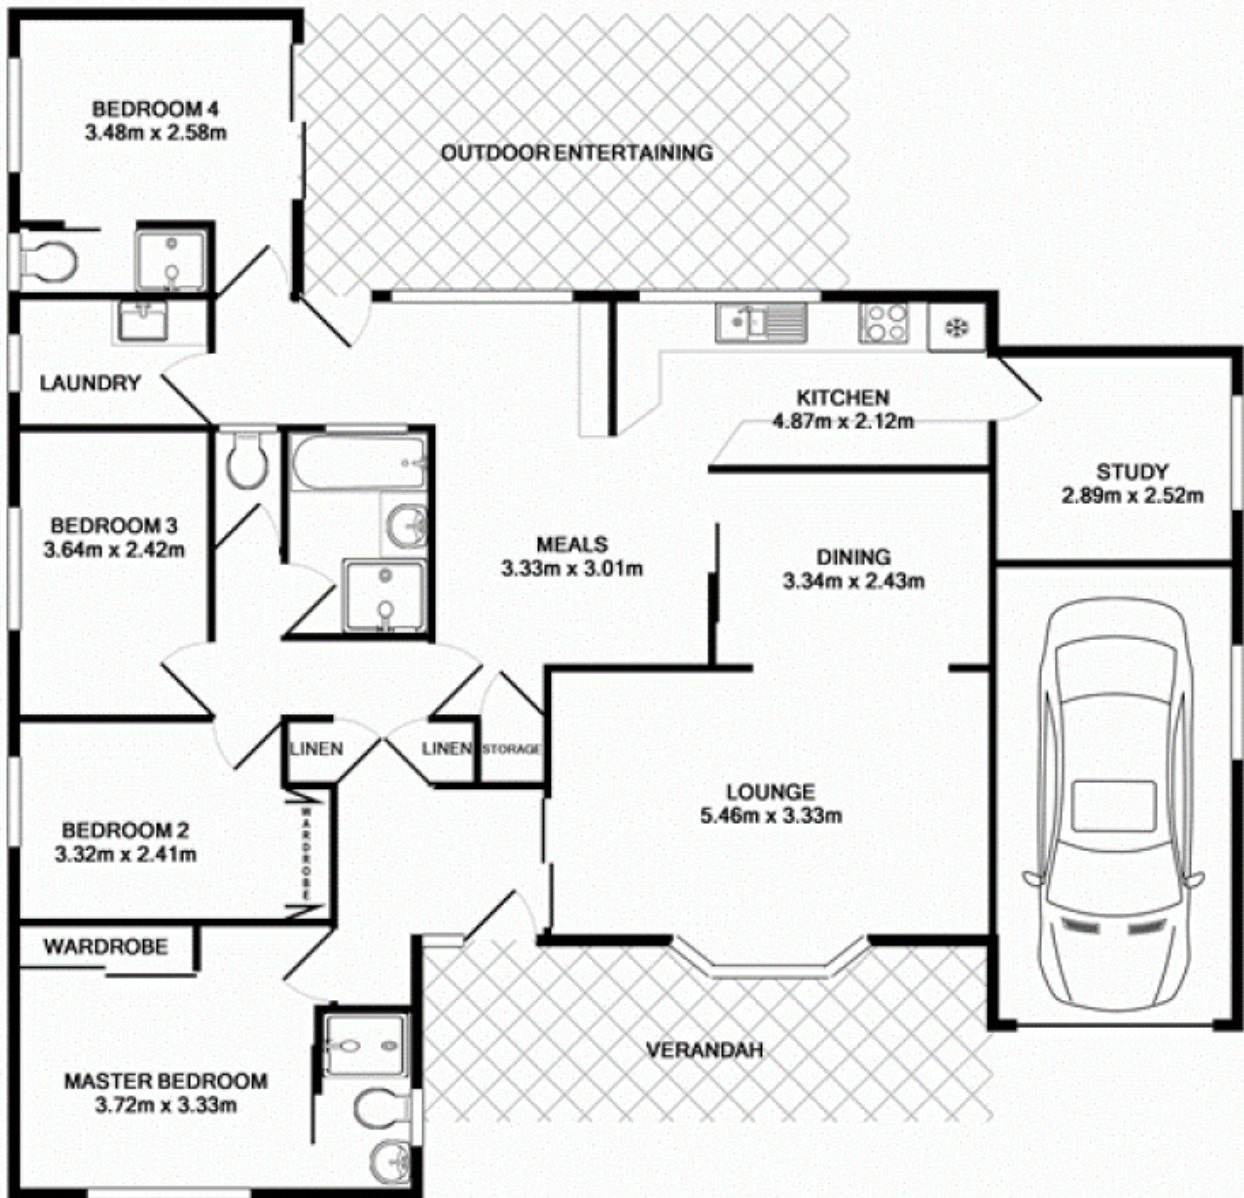 BEDROOM 4
3.48m x 2.58m
OUTDOOR ENTERTAINING
LAUNDRY
KITCHEN
4.87m x 2.12m
STUDY
2.89m x 2.52m
BEDROOM 3
3.64m x 2.42m
MEALS
3.33m x 3.01m
DINING
3.34m x 2.43m
LINEN
LINEN
STORAGE
LOUNGE
5.46m x 3.33m
BEDROOM 2
3.32m x 2.41m
WARDROBE
WARDROBE
VERANDAH
MASTER BEDROOM
3.72m x 3.33m